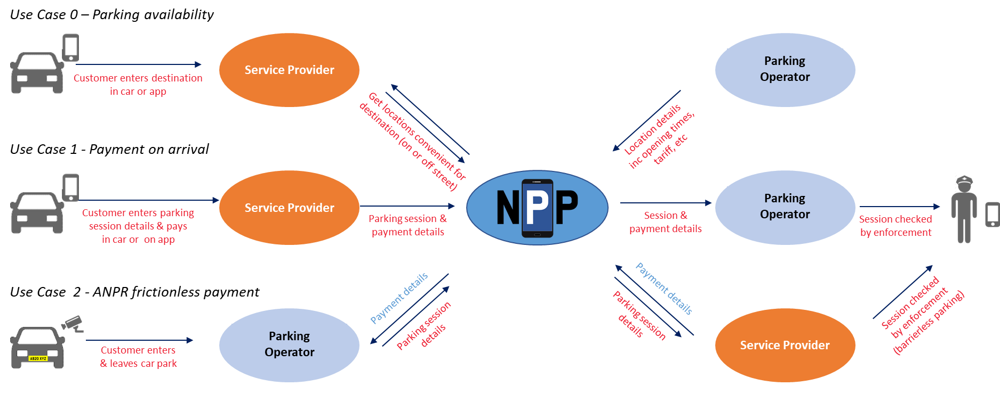 Use Case 0 – Parking availability
Customer enters destination
in car or app
Service Provider
Get locations convenient for
destination (on or off street)
Location details
inc opening times,
tariff, etc
Parking
Operator
Use Case 1 - Payment on arrival
Customer enters parking
session details & pays
in car or  on app
Service Provider
Parking session &
payment details
NPP
Session &
payment details
Parking
Operator
Session checked
by enforcement
Use Case  2 - ANPR frictionless payment
AB20 XYZ
Customer enters
& leaves car park
Parking
Operator
Payment details
Parking session
details
Payment details
Parking session
details
Service Provider
Session checked
by enforcement
(barrierless parking)